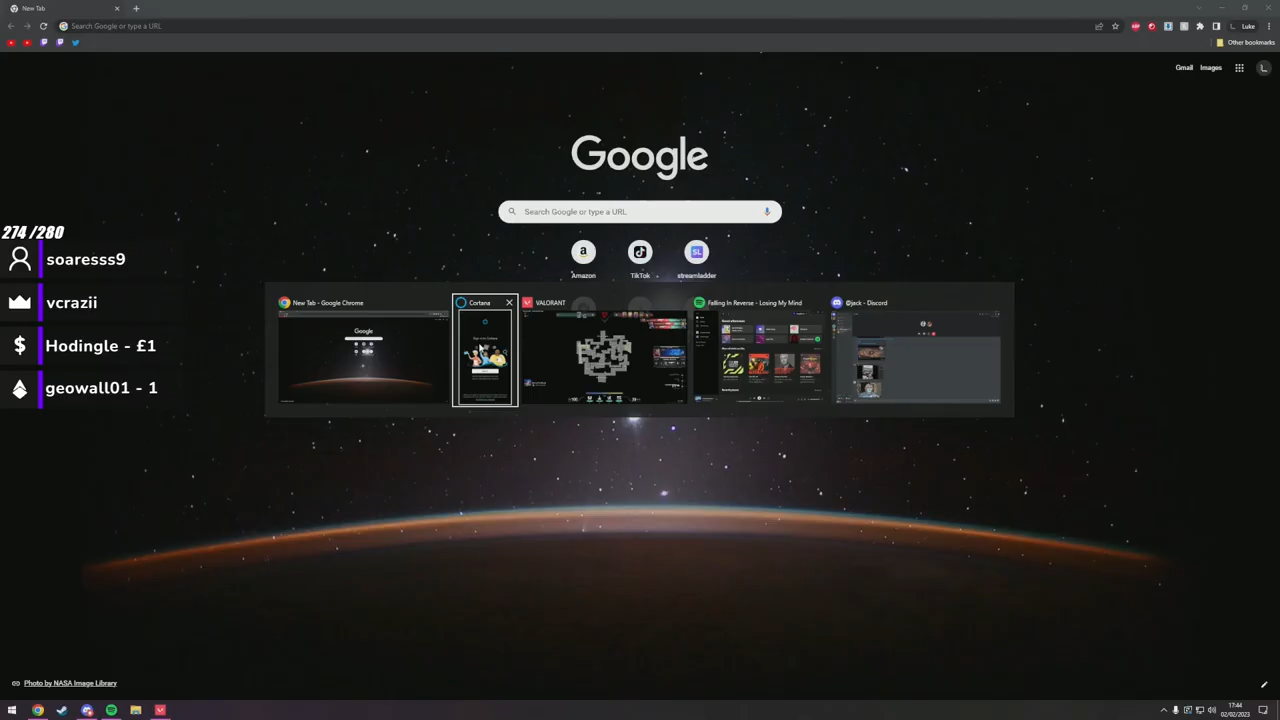 New Tab
Search Google or type a URL
Luke
Other bookmarks
Gmail
Images
L
Google
Search Google or type a URL
274 /280
soaresss9
vcrazii
$
Hodingle - £1
geowall01 - 1
a
SL
Amazon
TikTok
streamladder
New Tab - Google Chrome
Cortana
VALORANT
Falling In Reverse - Losing My Mind
@jack - Discord
Google
Photo by NASA Image Library
17:44
02/02/2023